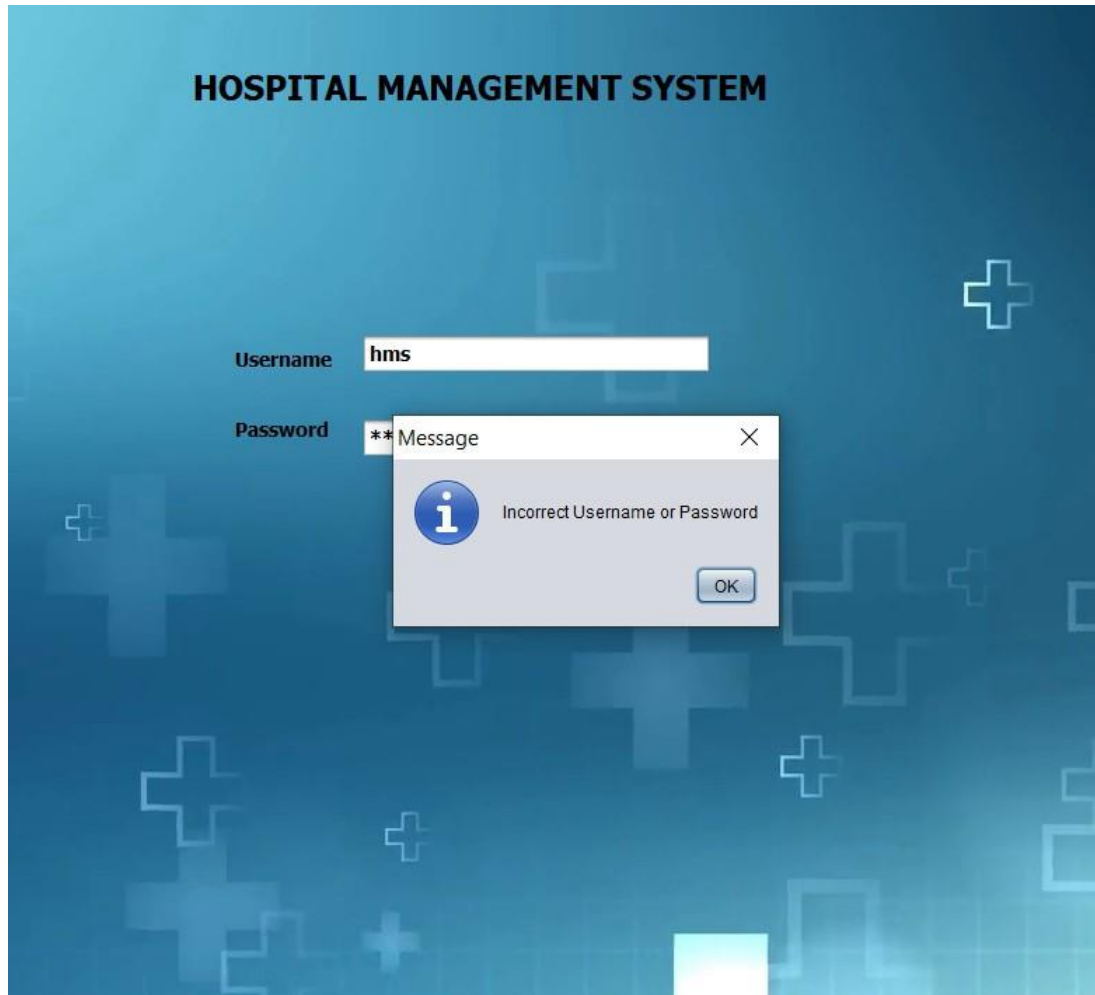 HOSPITAL MANAGEMENT SYSTEM
Username hms
Password **
Message
Incorrect Username or Password
OK